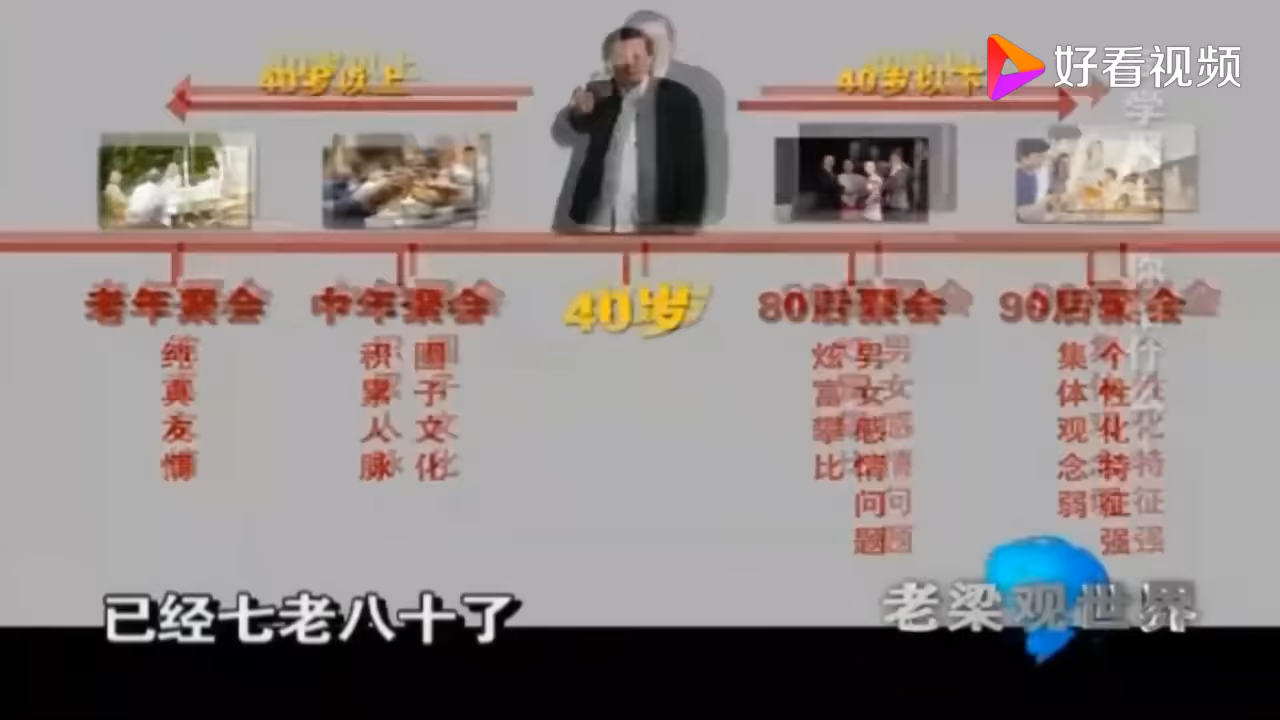 好看视频
40岁以上
40岁以下
老年聚会
中年聚会
40岁
80后聚会
90后聚会
纯真友情
积累人脉
圈子文化
炫富攀比
男女感情问题
集体观念弱
个性化特征强
已经七老八十了
老梁观世界